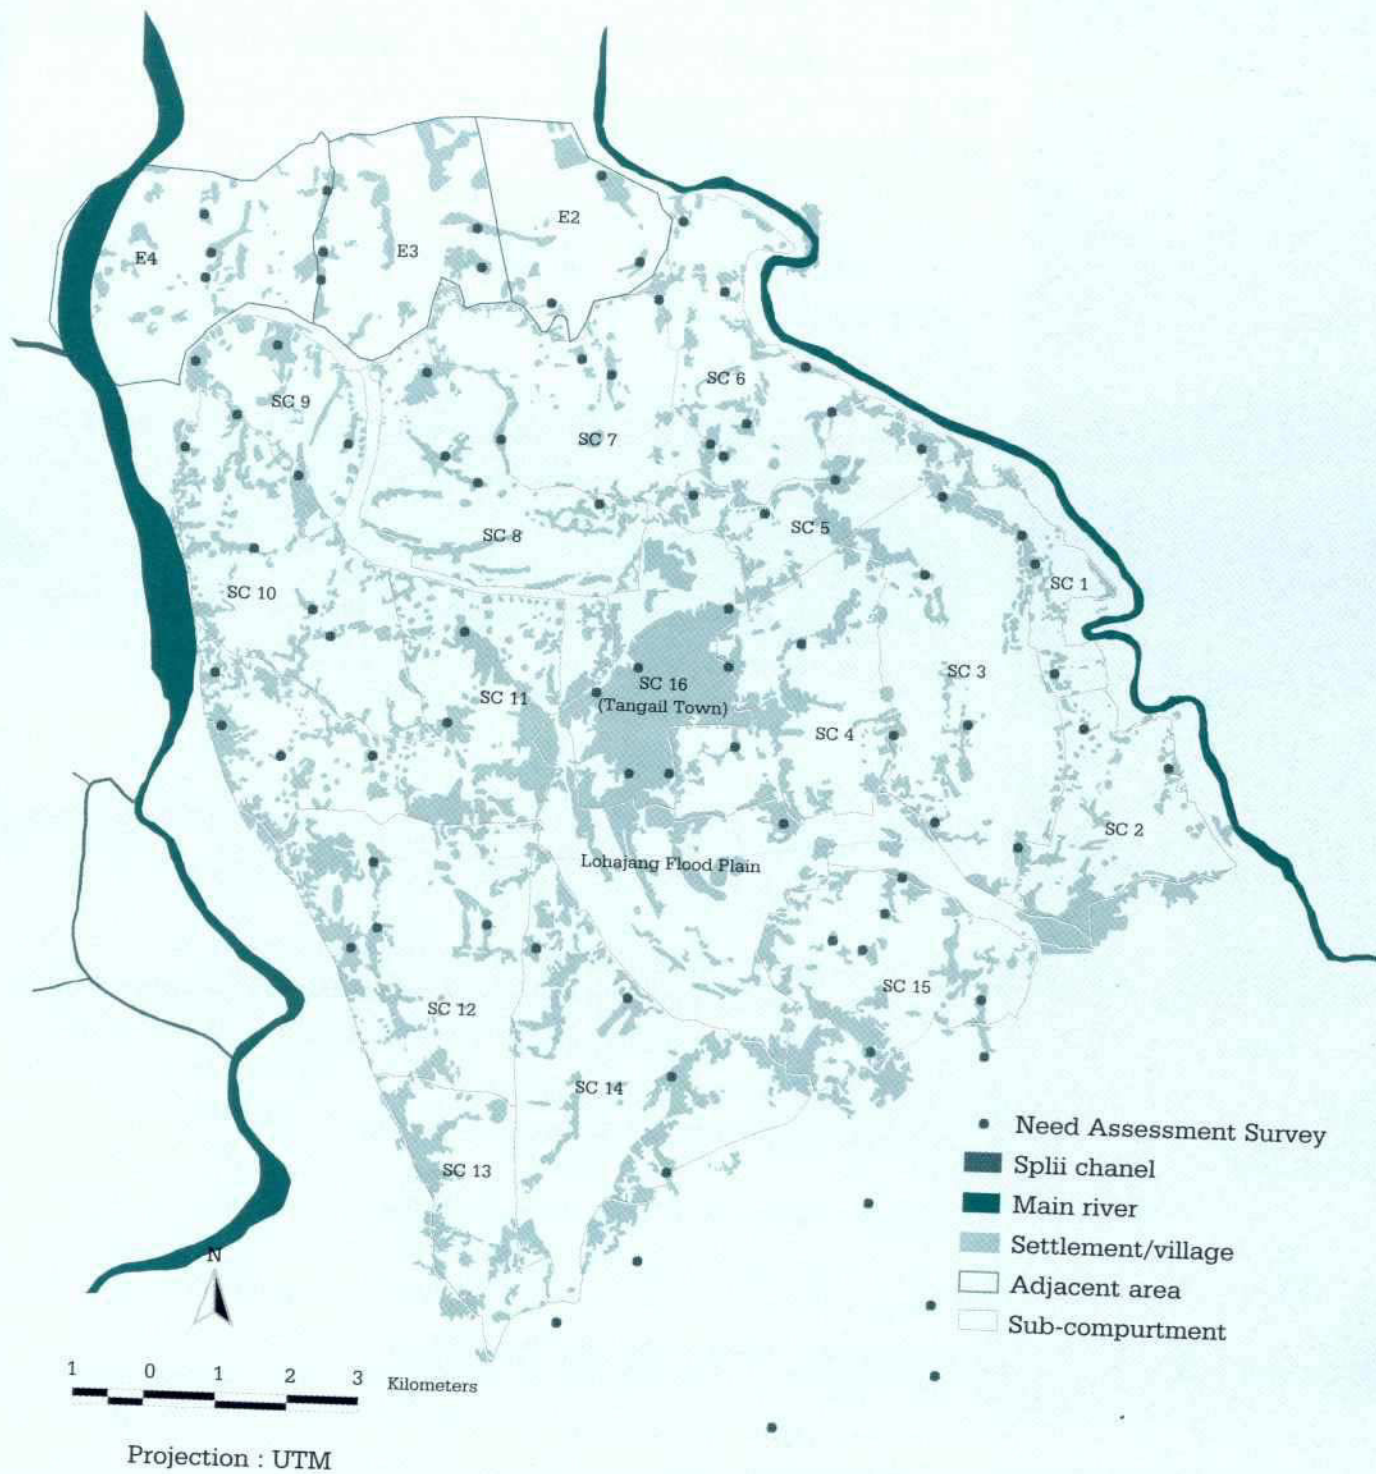 E2
E3
E4
SC 6
SC 9
SC 7
SC 5
SC 8
SC 1
SC 10
SC 3
SC 16
(Tangail Town)
SC 11
SC 4
SC 2
Lohajang Flood Plain
SC 15
SC 12
SC 14
SC 13
Need Assessment Survey
Splii chanel
Main river
Settlement/village
Adjacent area
Sub-compurtment
N
1 0 1 2 3 Kilometers
Projection : UTM